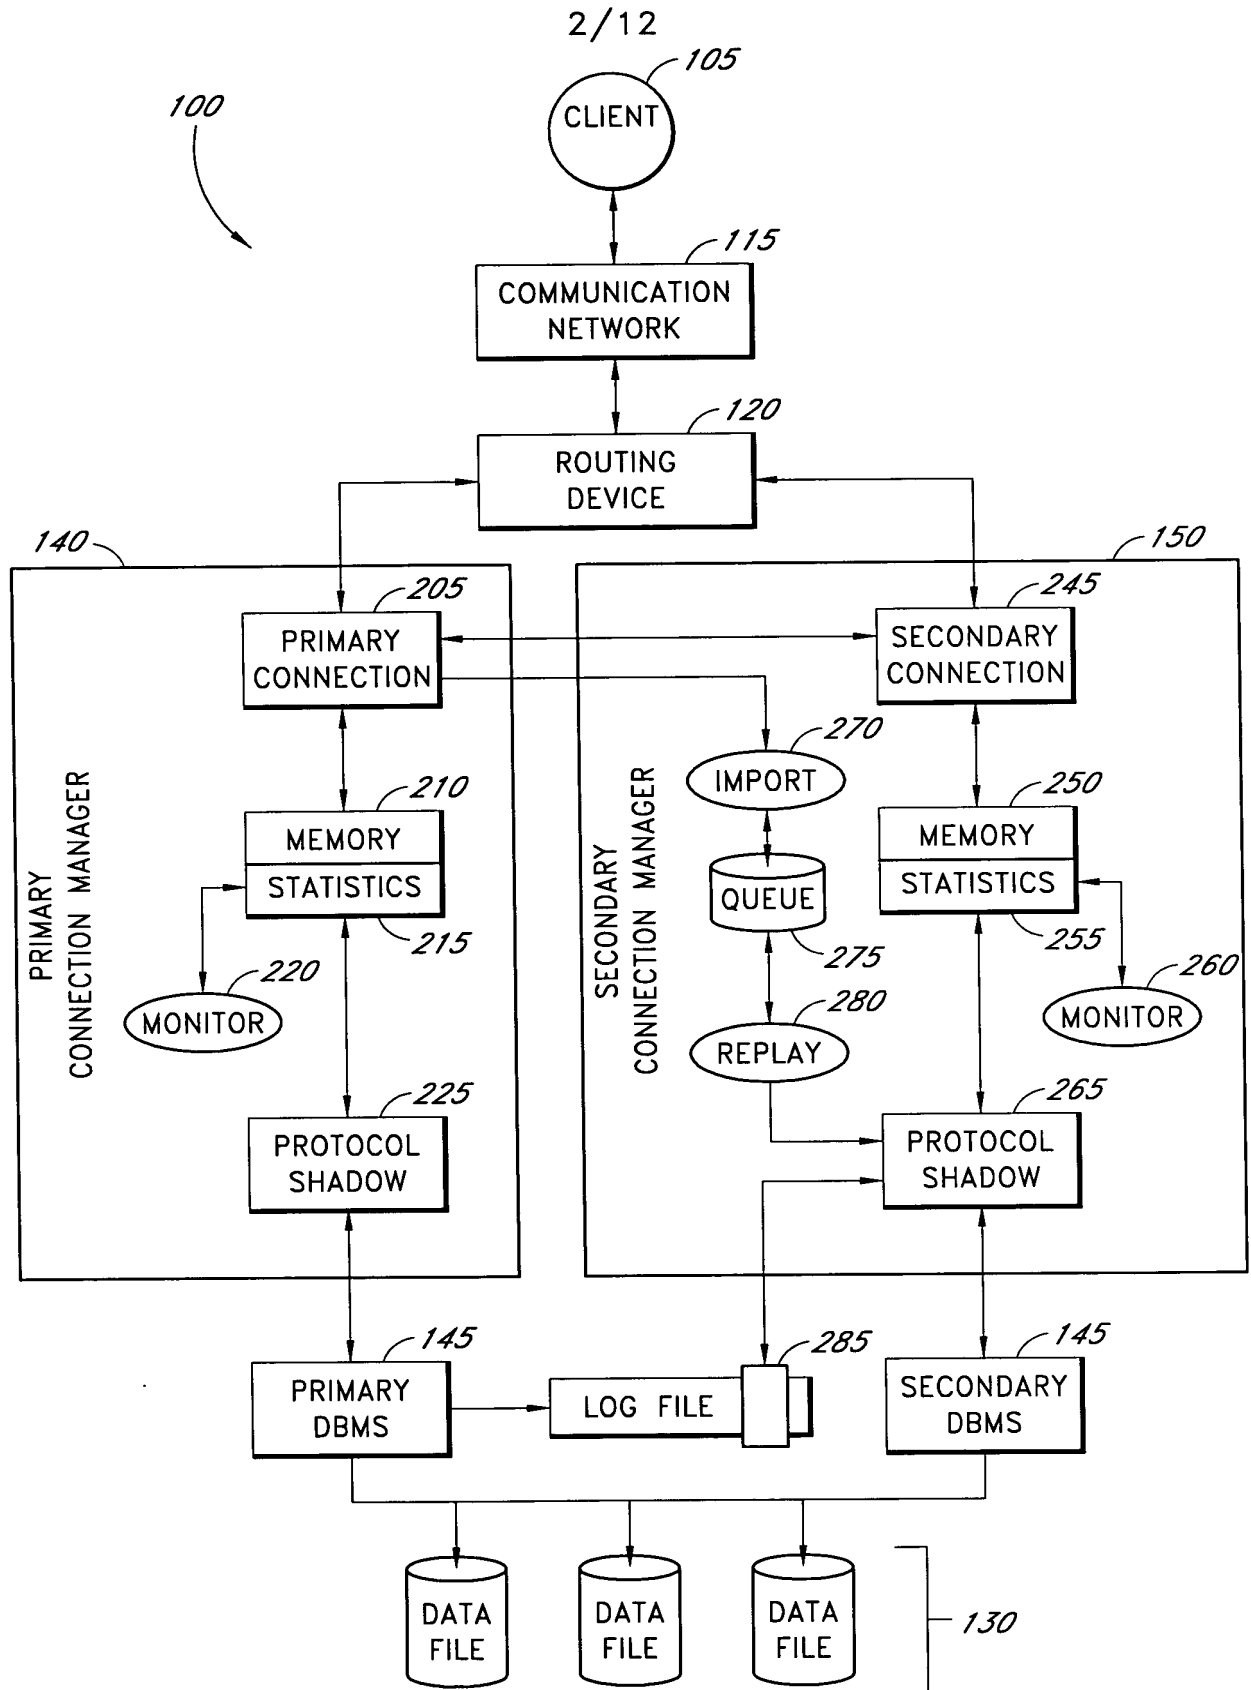 2/12
105
CLIENT
100
115
COMMUNICATION
NETWORK
120
ROUTING
DEVICE
140
150
205
PRIMARY
CONNECTION
245
SECONDARY
CONNECTION
270
IMPORT
210
MEMORY
STATISTICS
215
250
MEMORY
STATISTICS
255
QUEUE
275
PRIMARY
CONNECTION MANAGER
SECONDARY
CONNECTION MANAGER
220
MONITOR
280
REPLAY
260
MONITOR
225
PROTOCOL
SHADOW
265
PROTOCOL
SHADOW
145
PRIMARY
DBMS
LOG FILE
285
145
SECONDARY
DBMS
DATA
FILE
DATA
FILE
DATA
FILE
130